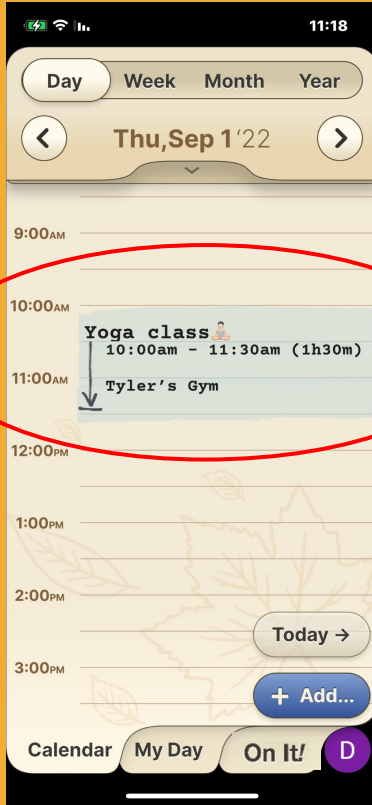 11:18
Day Week Month Year
Thu,Sep 1 ‘22
9:00AM
10:00AM
Yoga class
10:00am - 11:30am (1h30m)
11:00AM
Tyler’s Gym
12:00PM
1:00PM
2:00PM
Today →
3:00PM
+ Add...
Calendar My Day On It! D